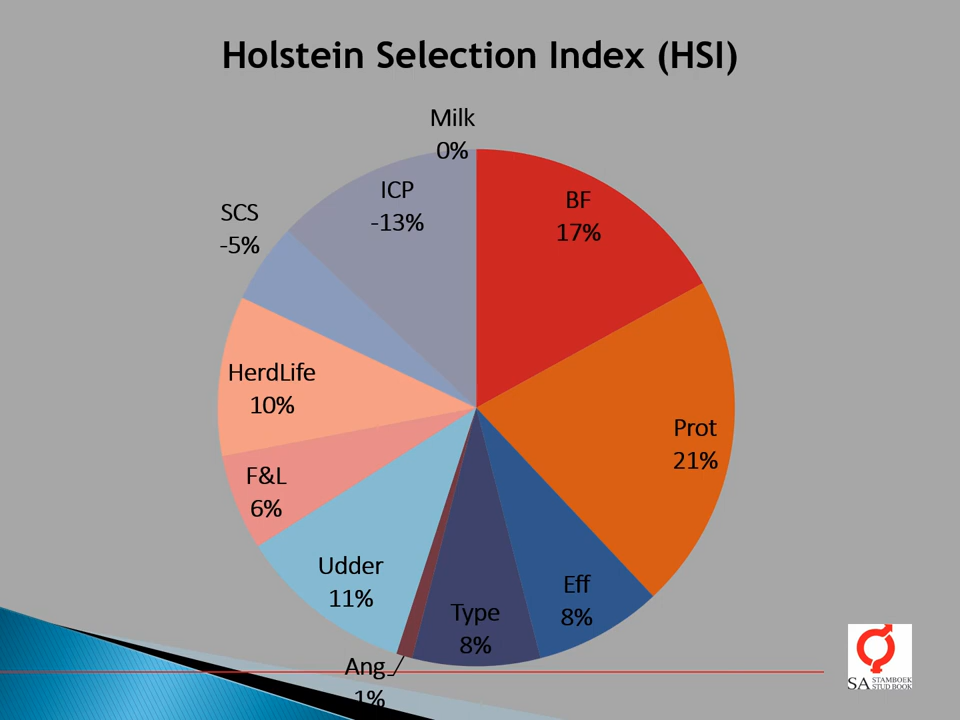 Holstein Selection Index (HSI)
Milk
0%
BF
17%
Prot
21%
Eff
8%
Type
8%
Ang
1%
Udder
11%
F&L
6%
HerdLife
10%
SCS
-5%
ICP
-13%
SA STAMBOEK
STUD BOOK